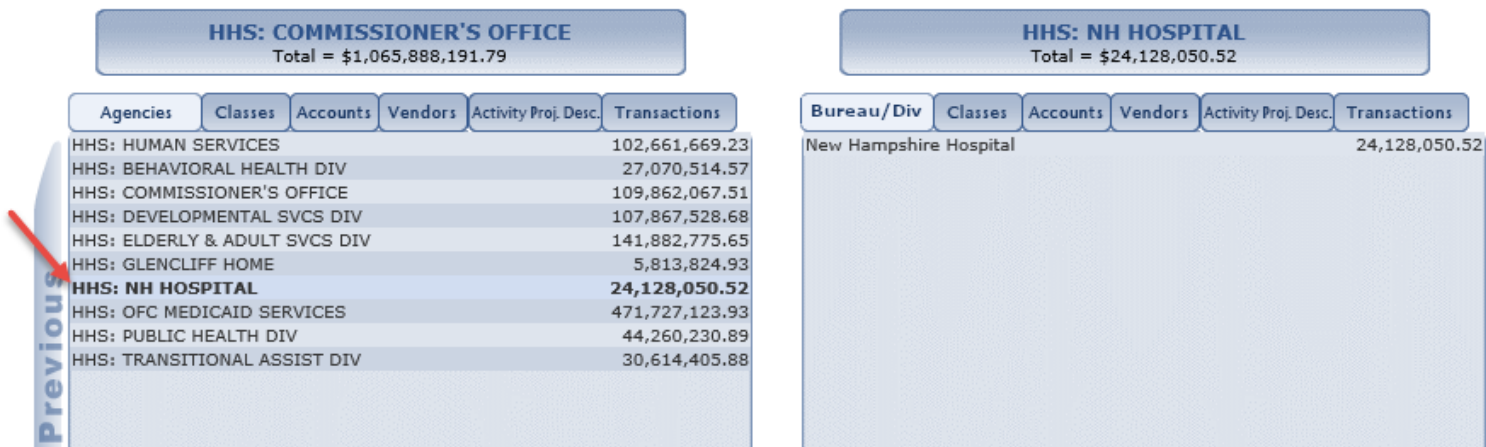 HHS: COMMISSIONER'S OFFICE
Total = $1,065,888,191.79
Agencies Classes Accounts Vendors Activity Proj. Desc. Transactions
HHS: HUMAN SERVICES 102,661,669.23
HHS: BEHAVIORAL HEALTH DIV 27,070,514.57
HHS: COMMISSIONER'S OFFICE 109,862,067.51
HHS: DEVELOPMENTAL SVCS DIV 107,867,528.68
HHS: ELDERLY & ADULT SVCS DIV 141,882,775.65
HHS: GLENCLIFF HOME 5,813,824.93
HHS: NH HOSPITAL 24,128,050.52
HHS: OFC MEDICAID SERVICES 471,727,123.93
HHS: PUBLIC HEALTH DIV 44,260,230.89
HHS: TRANSITIONAL ASSIST DIV 30,614,405.88
Previous
HHS: NH HOSPITAL
Total = $24,128,050.52
Bureau/Div Classes Accounts Vendors Activity Proj. Desc. Transactions
New Hampshire Hospital 24,128,050.52